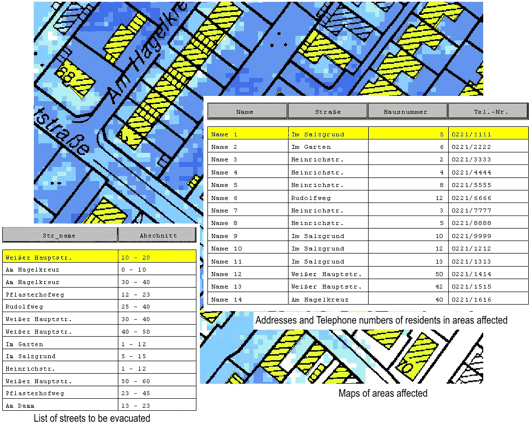 Am Hagelkre
33
tstraße
Name Straße Hausnummer Tel.-Nr.
Name 1 Im Salzgrund 5 0221/1111
Name 2 Im Garten 6 0221/2222
Name 3 Heinrichstr. 2 0221/3333
Name 4 Heinrichstr. 4 0221/4444
Name 5 Heinrichstr. 8 0221/5555
Name 6 Rudolfweg 12 0221/6666
Name 7 Heinrichstr. 3 0221/7777
Name 8 Heinrichstr. 5 0221/8888
Name 9 Im Salzgrund 10 0221/9999
Name 10 Im Salzgrund 12 0221/1212
Name 11 Im Salzgrund 13 0221/1313
Name 12 Weißer Hauptstr. 50 0221/1414
Name 13 Weißer Hauptstr. 42 0221/1515
Name 14 Am Hagelkreuz 40 0221/1616
Addresses and Telephone numbers of residents in areas affected
Str_name Abschnitt
Weißer Hauptstr. 10 - 20
Am Hagelkreuz 0 - 10
Am Hagelkreuz 30 - 40
Pflasterhofweg 12 - 23
Rudolfweg 25 - 40
Weißer Hauptstr. 30 - 40
Weißer Hauptstr. 40 - 50
Im Garten 1 - 12
Im Salzgrund 5 - 15
Heinrichstr. 1 - 12
Weißer Hauptstr. 50 - 60
Pflasterhofweg 23 - 45
Am Damm 13 - 23
List of streets to be evacuated
10
Maps of areas affected